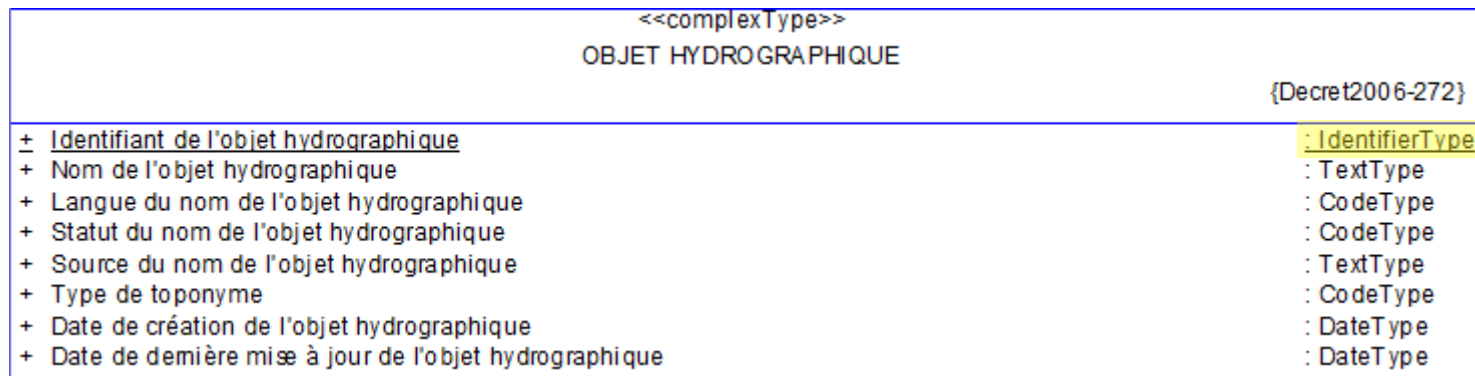 <<complexType>>
OBJET HYDROGRAPHIQUE
{Decret2006-272}
+ Identifiant de l'objet hydrographique : IdentifierType
+ Nom de l'objet hydrographique : TextType
+ Langue du nom de l'objet hydrographique : CodeType
+ Statut du nom de l'objet hydrographique : CodeType
+ Source du nom de l'objet hydrographique : TextType
+ Type de toponyme : CodeType
+ Date de création de l'objet hydrographique : DateType
+ Date de dernière mise à jour de l'objet hydrographique : DateType